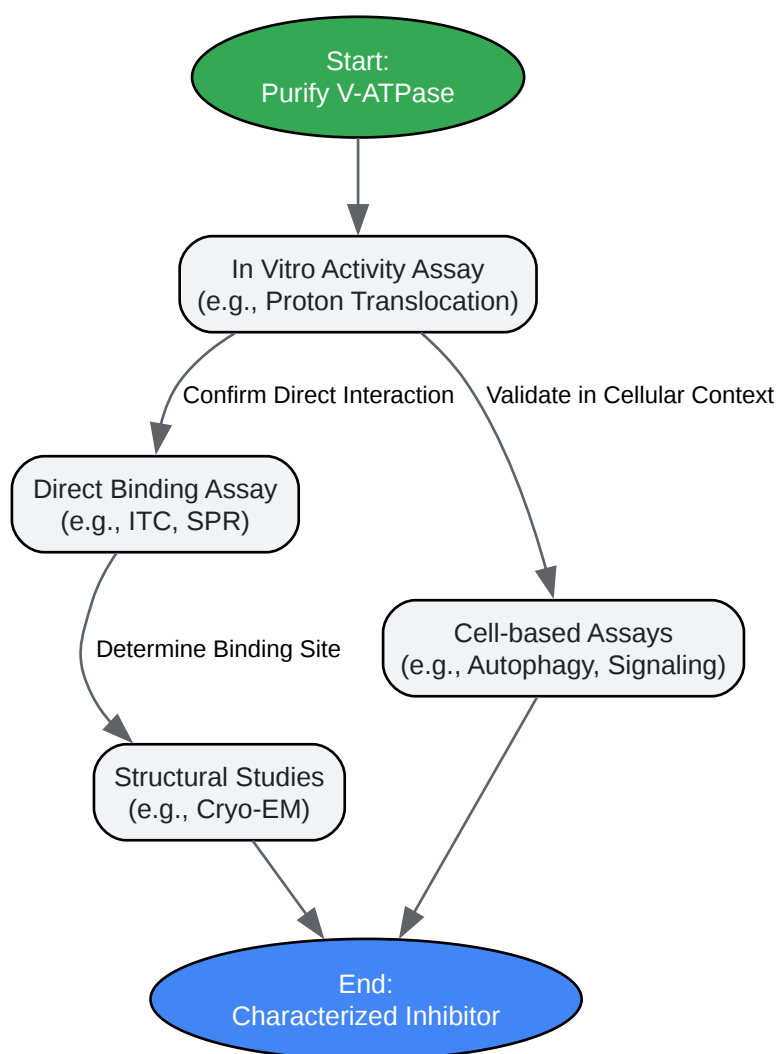 Start:
Purify V-ATPase
In Vitro Activity Assay
(e.g., Proton Translocation)
Confirm Direct Interaction
Validate in Cellular Context
Direct Binding Assay
(e.g., ITC, SPR)
Determine Binding Site
Cell-based Assays
(e.g., Autophagy, Signaling)
Structural Studies
(e.g., Cryo-EM)
End:
Characterized Inhibitor